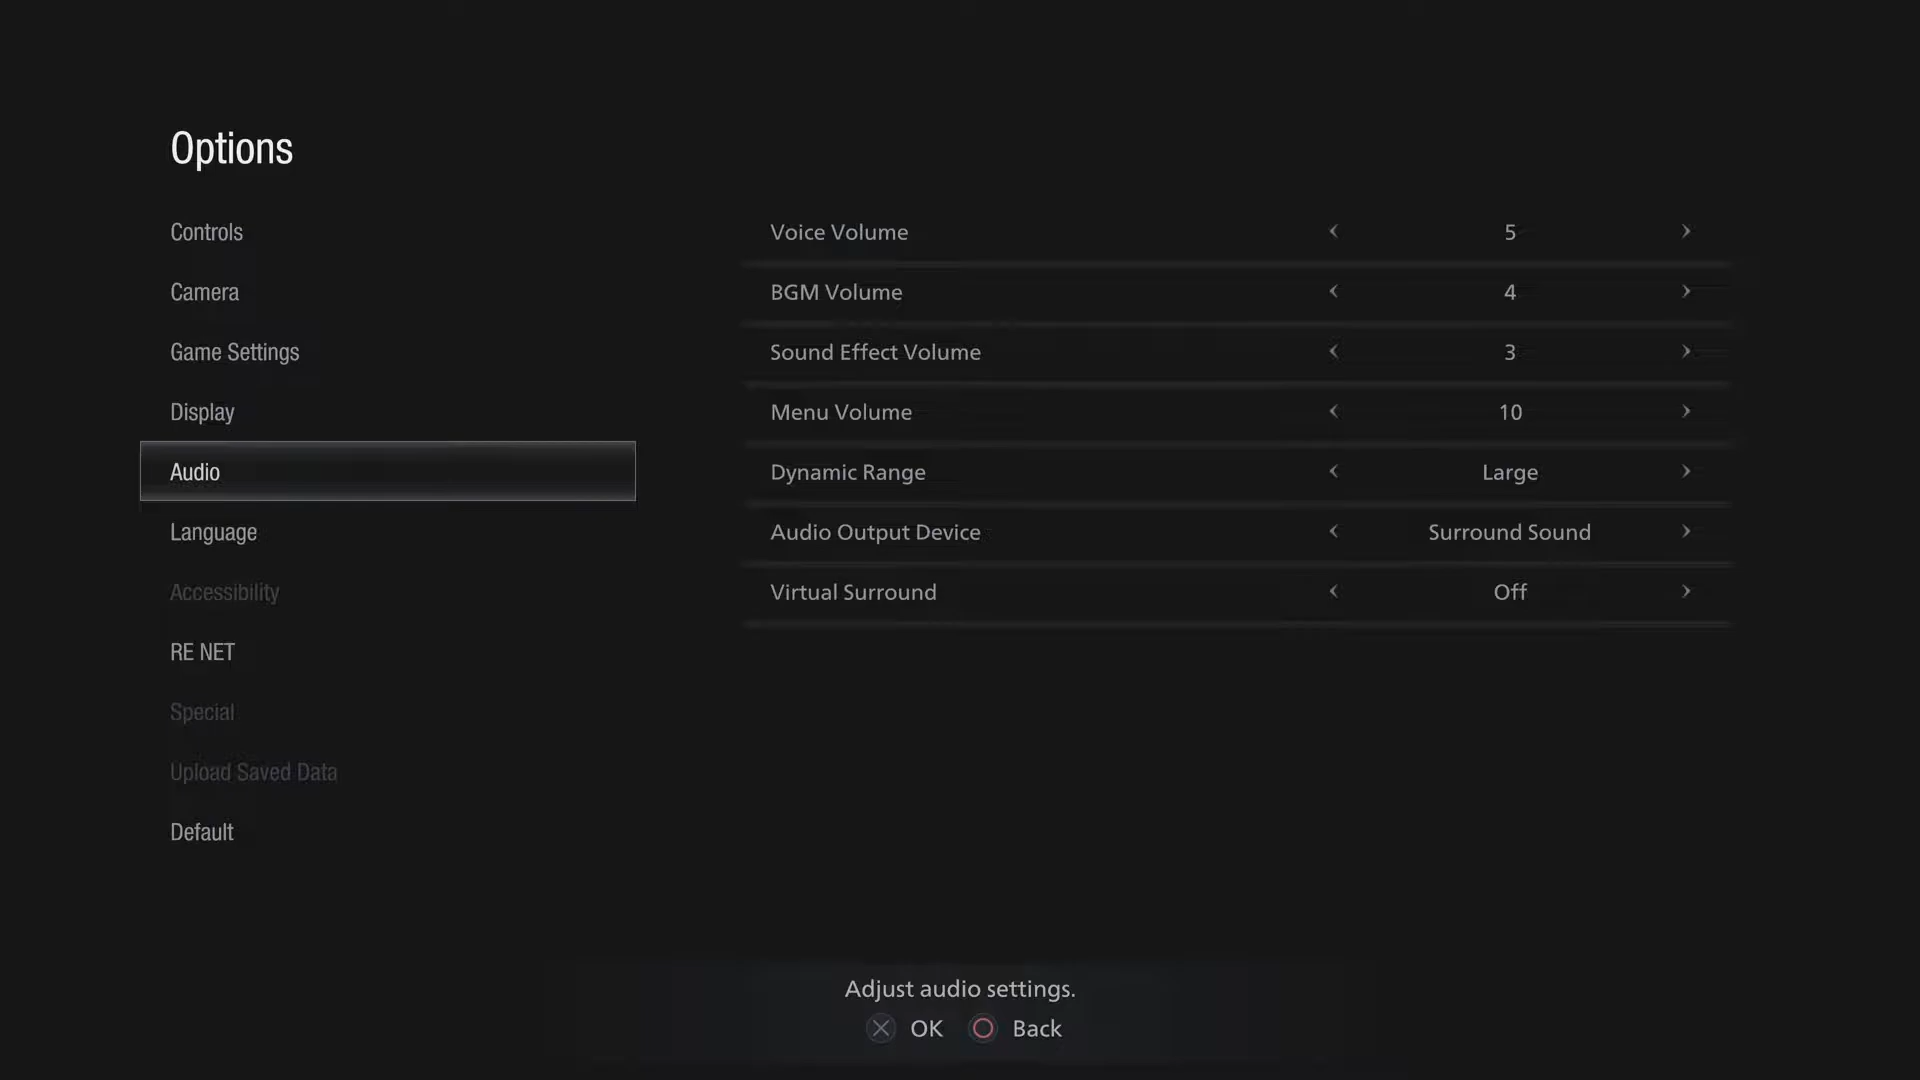 Options
Controls
Camera
Game Settings
Display
Audio
Language
Accessibility
RE NET
Special
Upload Saved Data
Default
Voice Volume 5
BGM Volume 4
Sound Effect Volume 3
Menu Volume 10
Dynamic Range Large
Audio Output Device Surround Sound
Virtual Surround Off
Adjust audio settings.
OK Back